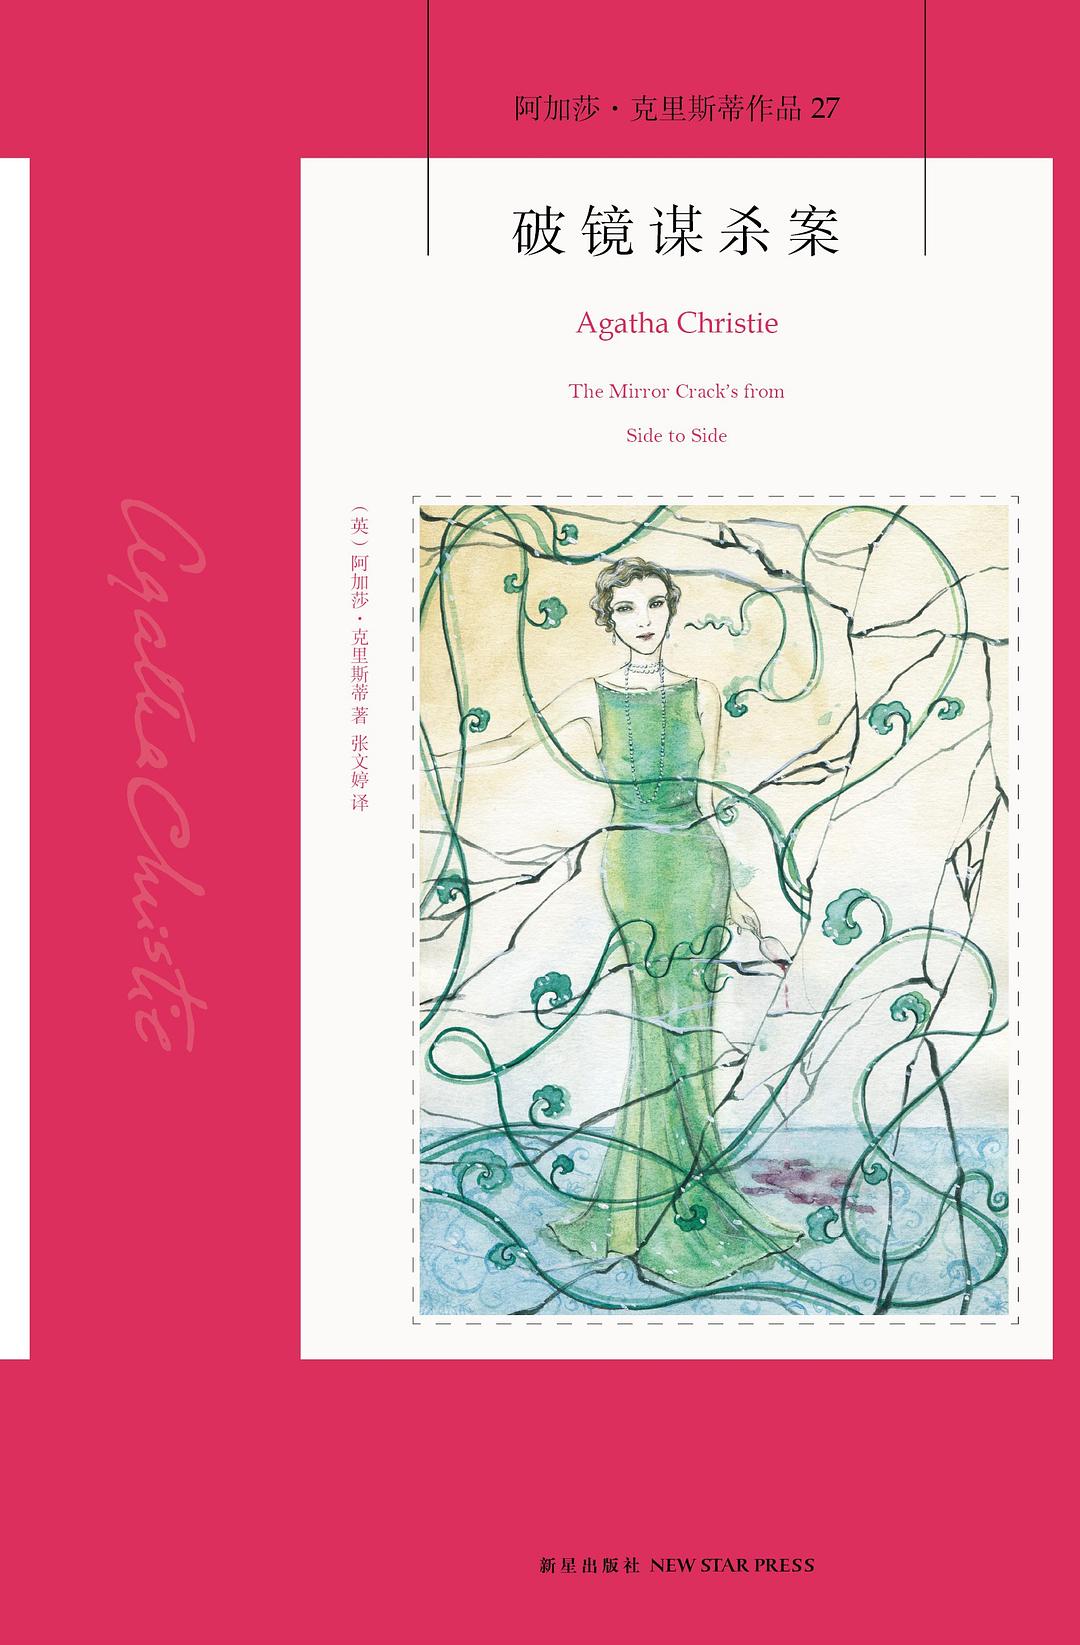 阿加莎·克里斯蒂作品 27
破镜谋杀案
Agatha Christie
The Mirror Crack’s from
Side to Side
（英）阿加莎·克里斯蒂 著 张文婷 译
Agatha Christie
新星出版社 NEW STAR PRESS